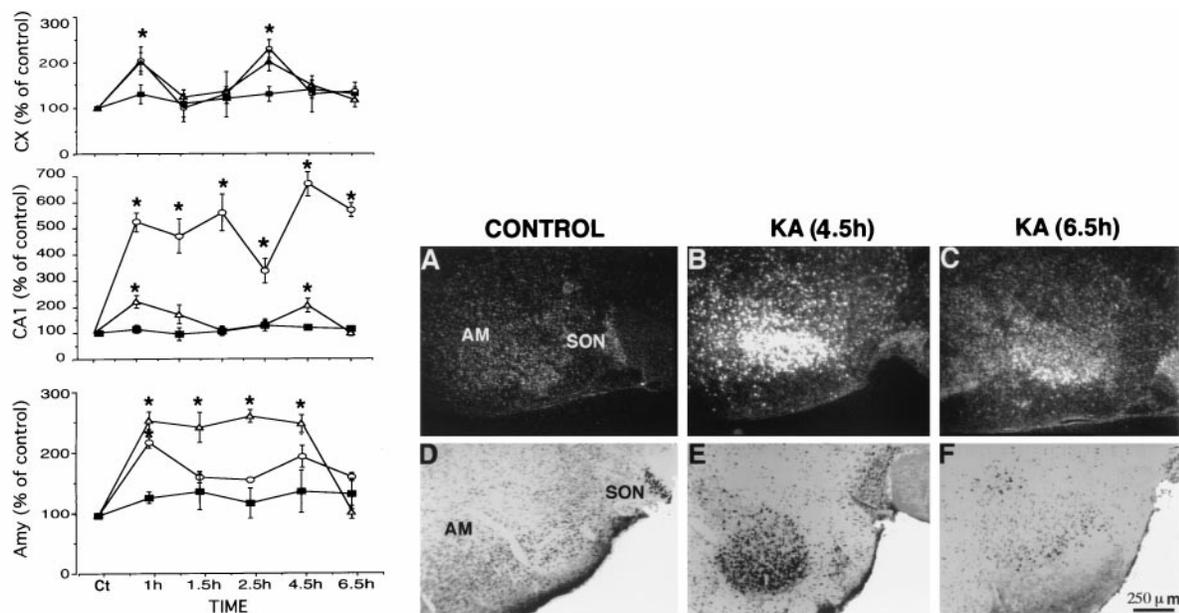 300
200
100
0
CX (% of control)
* *
700
600
500
400
300
200
100
0
CA1 (% of control)
* * * * * *
* *
300
200
100
0
Amy (% of control)
* * * *
*
Ct 1h 1.5h 2.5h 4.5h 6.5h
TIME
CONTROL KA (4.5h) KA (6.5h)
A B C
AM SON
D E F
SON
AM
250 µm